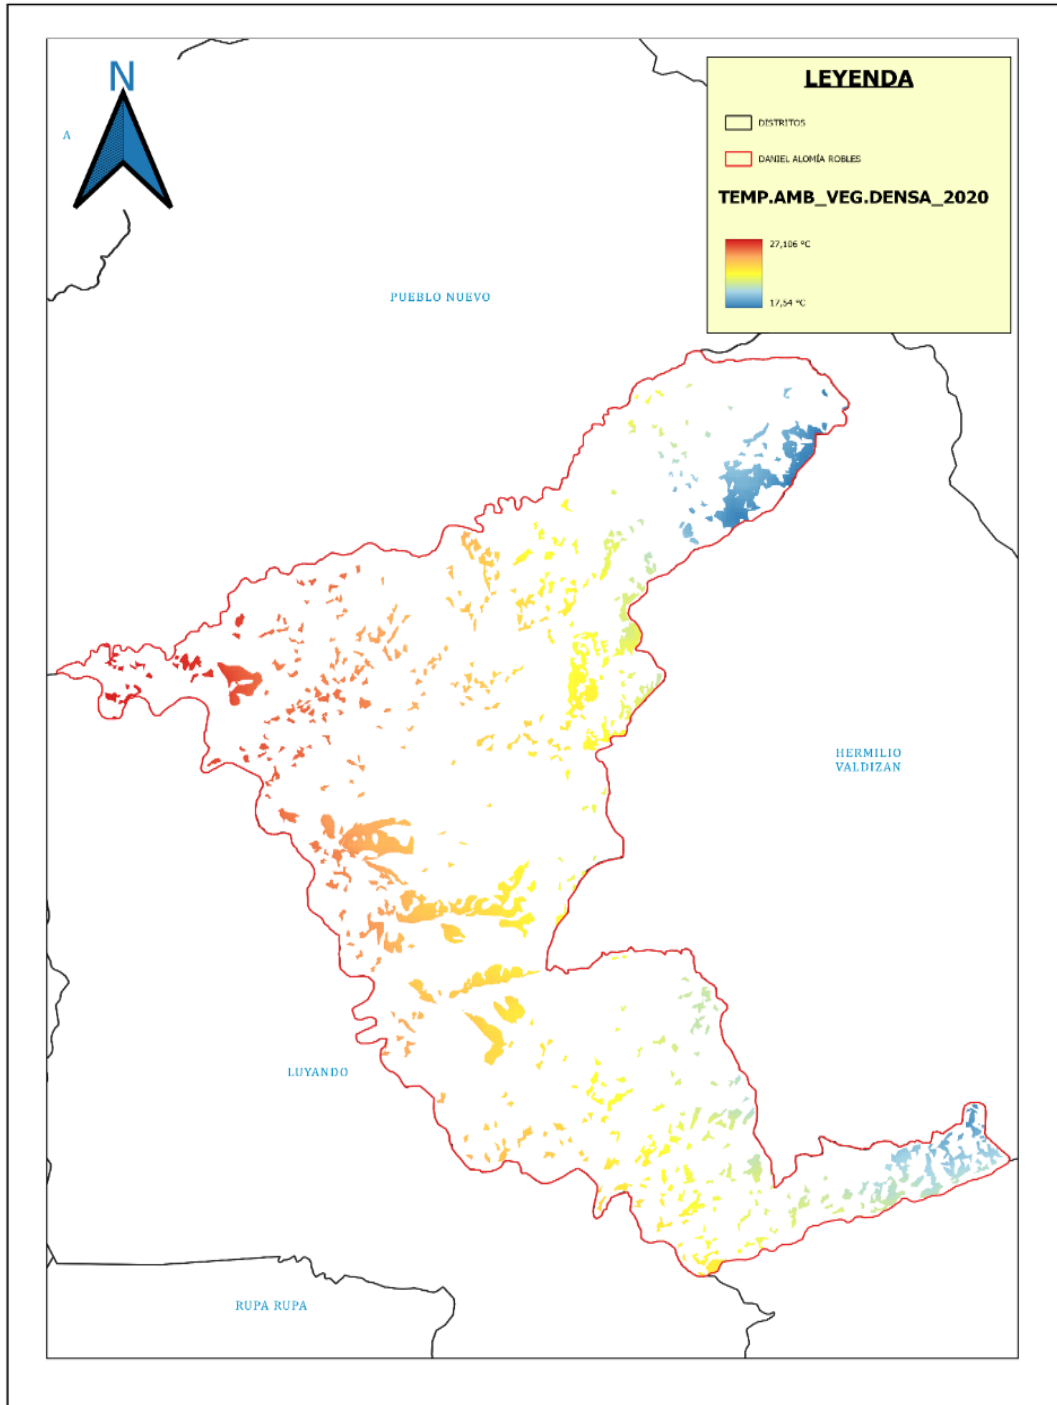 N
A
LEYENDA
DISTRITOS
DANIEL ALOMÍA ROBLES
TEMP.AMB_VEG.DENSA_2020
27,106 °C
17,54 °C
PUEBLO NUEVO
HERMILIO
VALDIZAN
LUYANDO
RUPA RUPA